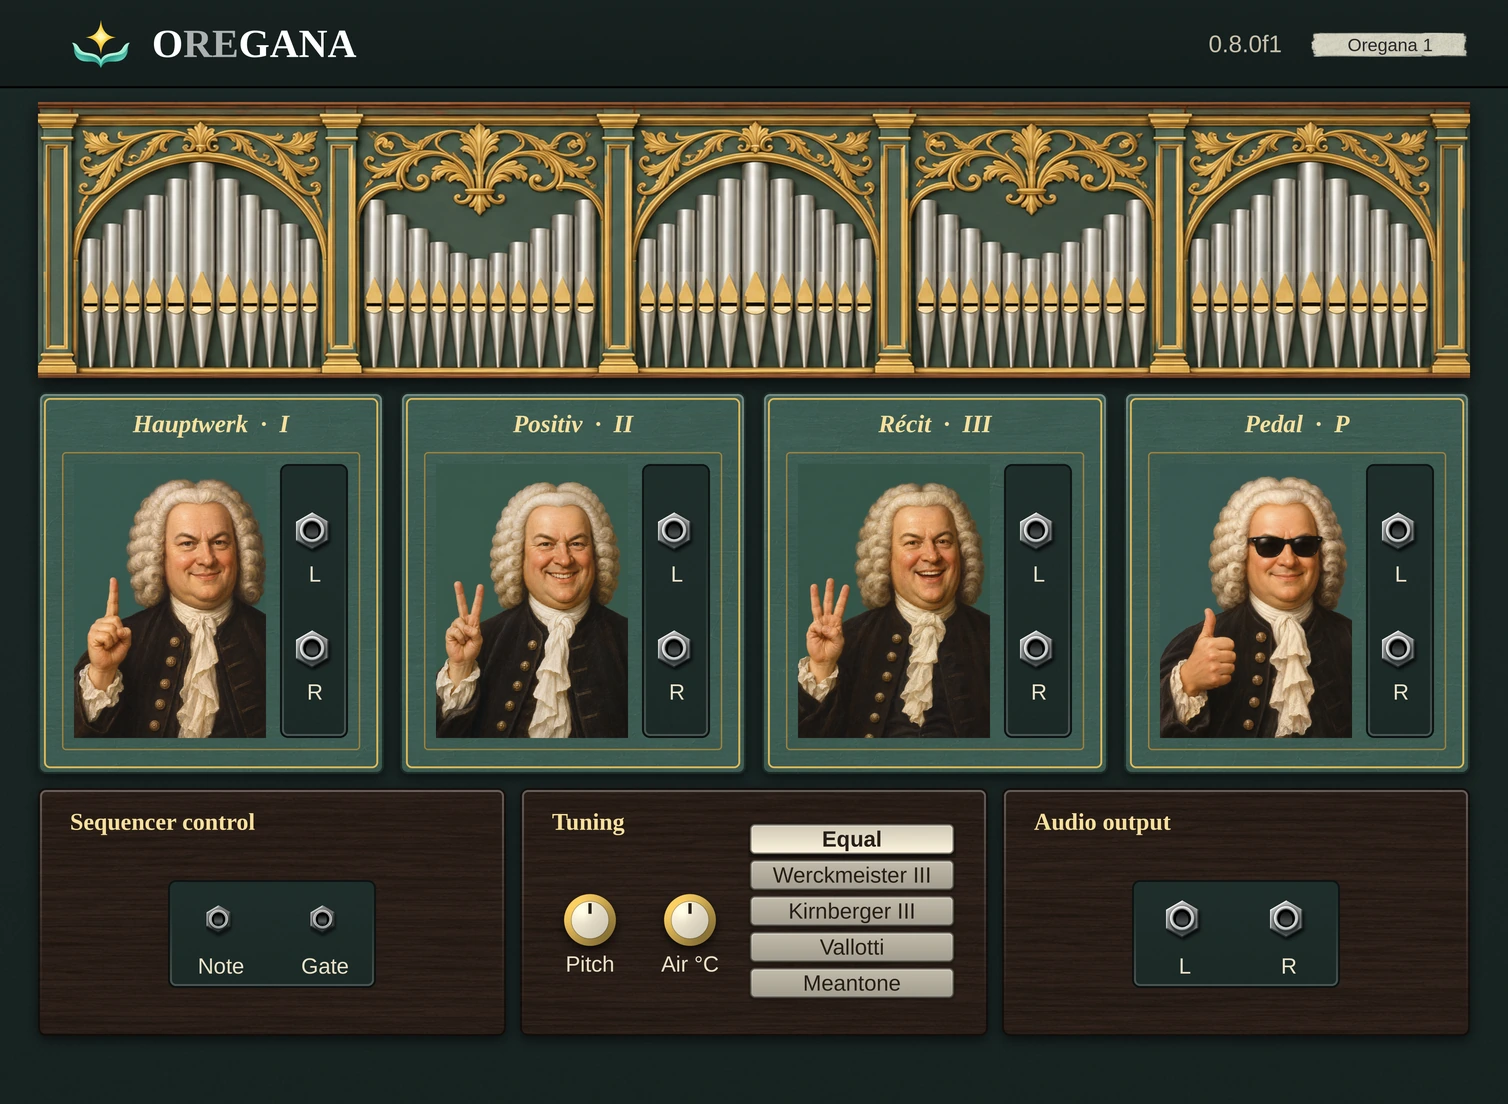 OREGANA
0.8.0f1
Oregana 1
Hauptwerk · I
Positiv · II
Récit · III
Pedal · P
L
R
L
R
L
R
L
R
Sequencer control
Note
Gate
Tuning
Pitch
Air °C
Equal
Werckmeister III
Kirnberger III
Vallotti
Meantone
Audio output
L
R